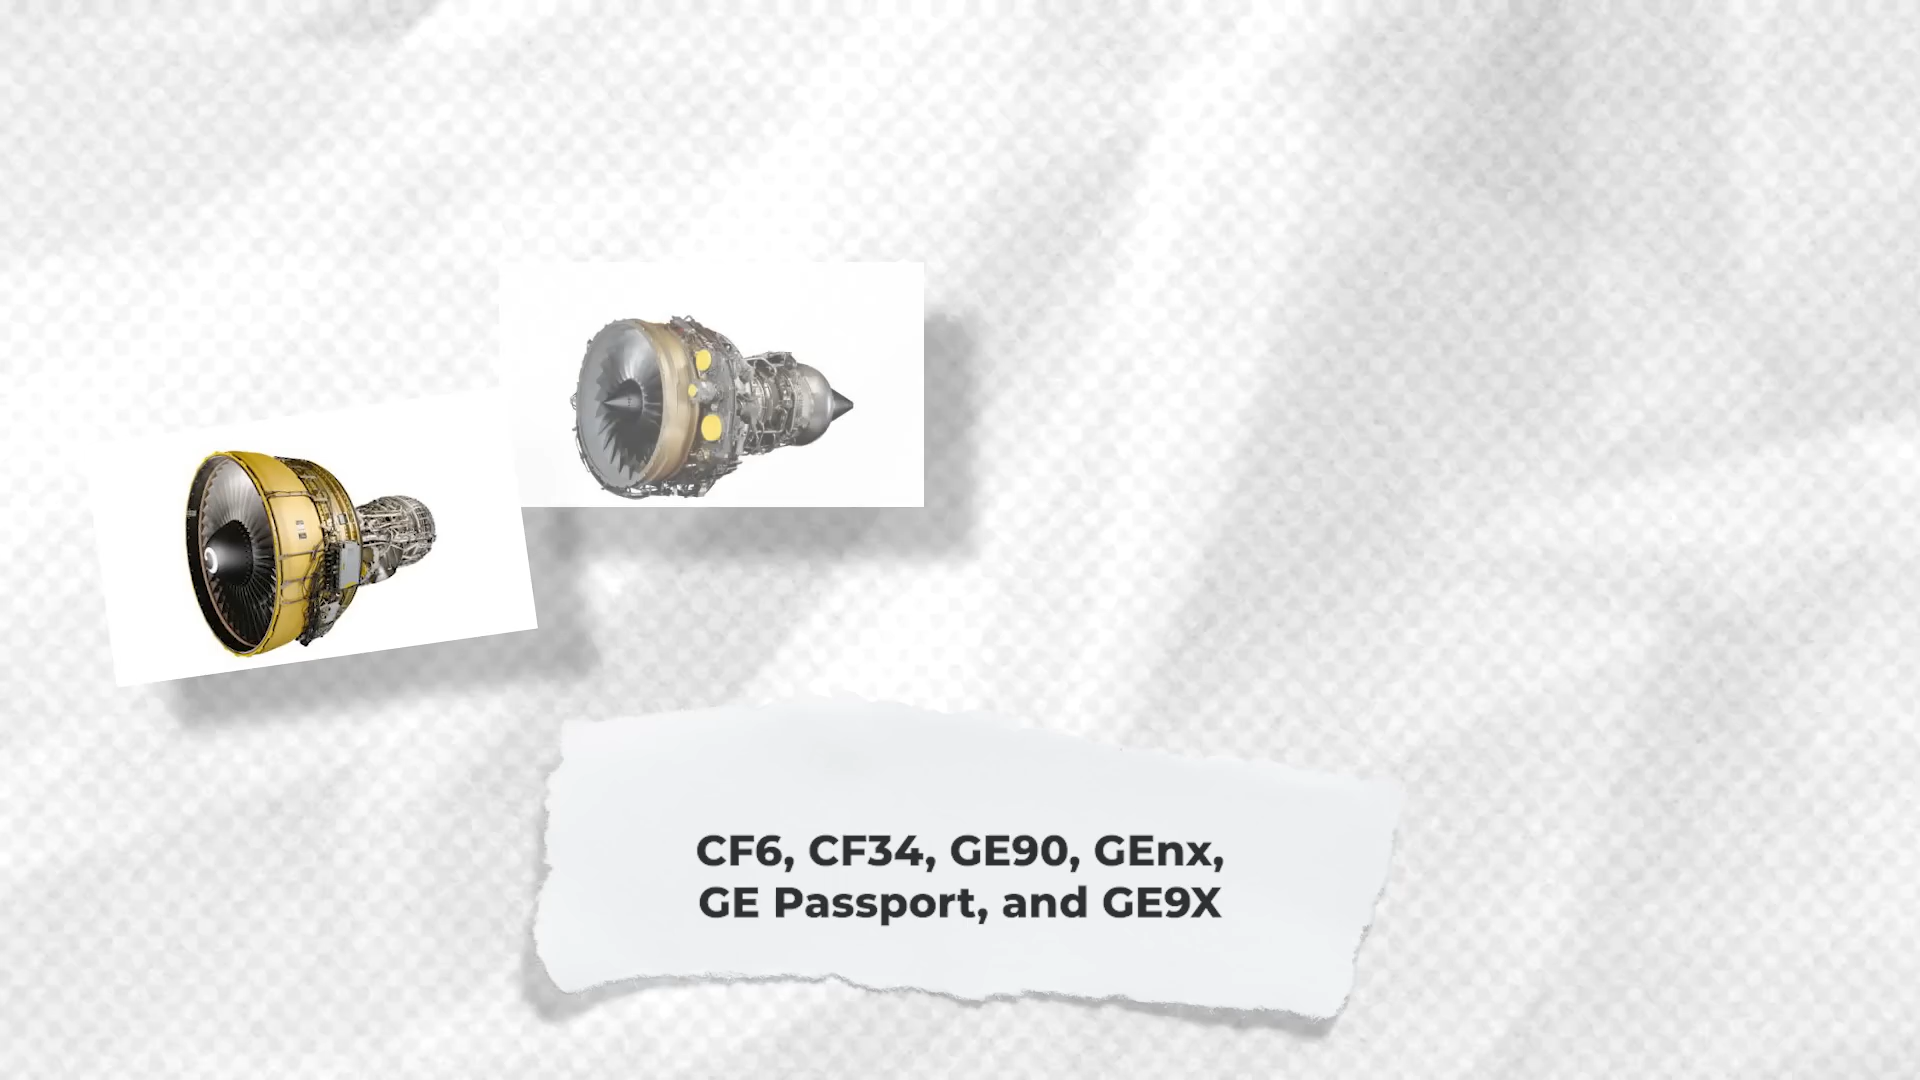 CF6, CF34, GE90, GEnx,
GE Passport, and GE9X